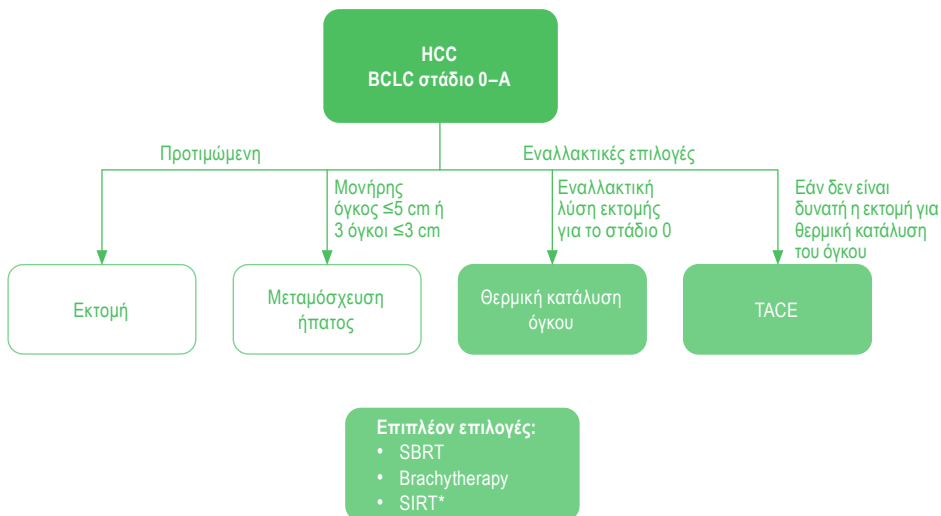 HCC
BCLC στάδιο 0–A
Προτιμώμενη
Εναλλακτικές επιλογές
Μονήρης
όγκος ≤5 cm ή
3 όγκοι ≤3 cm
Εναλλακτική
λύση εκτομής
για το στάδιο 0
Εάν δεν είναι
δυνατή η εκτομή για
θερμική κατάλυση
του όγκου
Εκτομή
Μεταμόσχευση
ήπατος
Θερμική κατάλυση
όγκου
TACE
Επιπλέον επιλογές:
• SBRT
• Brachytherapy
• SIRT*